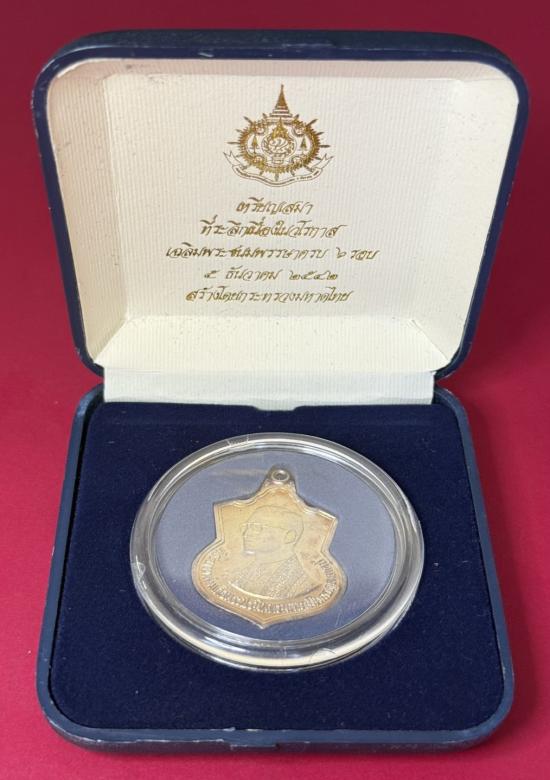 เหรียญเสมา
ที่ระลึกเนื่องในวโรกาส
เฉลิมพระชนมพรรษาครบ ๖ รอบ
๕ ธันวาคม ๒๕๔๒
สร้างโดยกระทรวงมหาดไทย